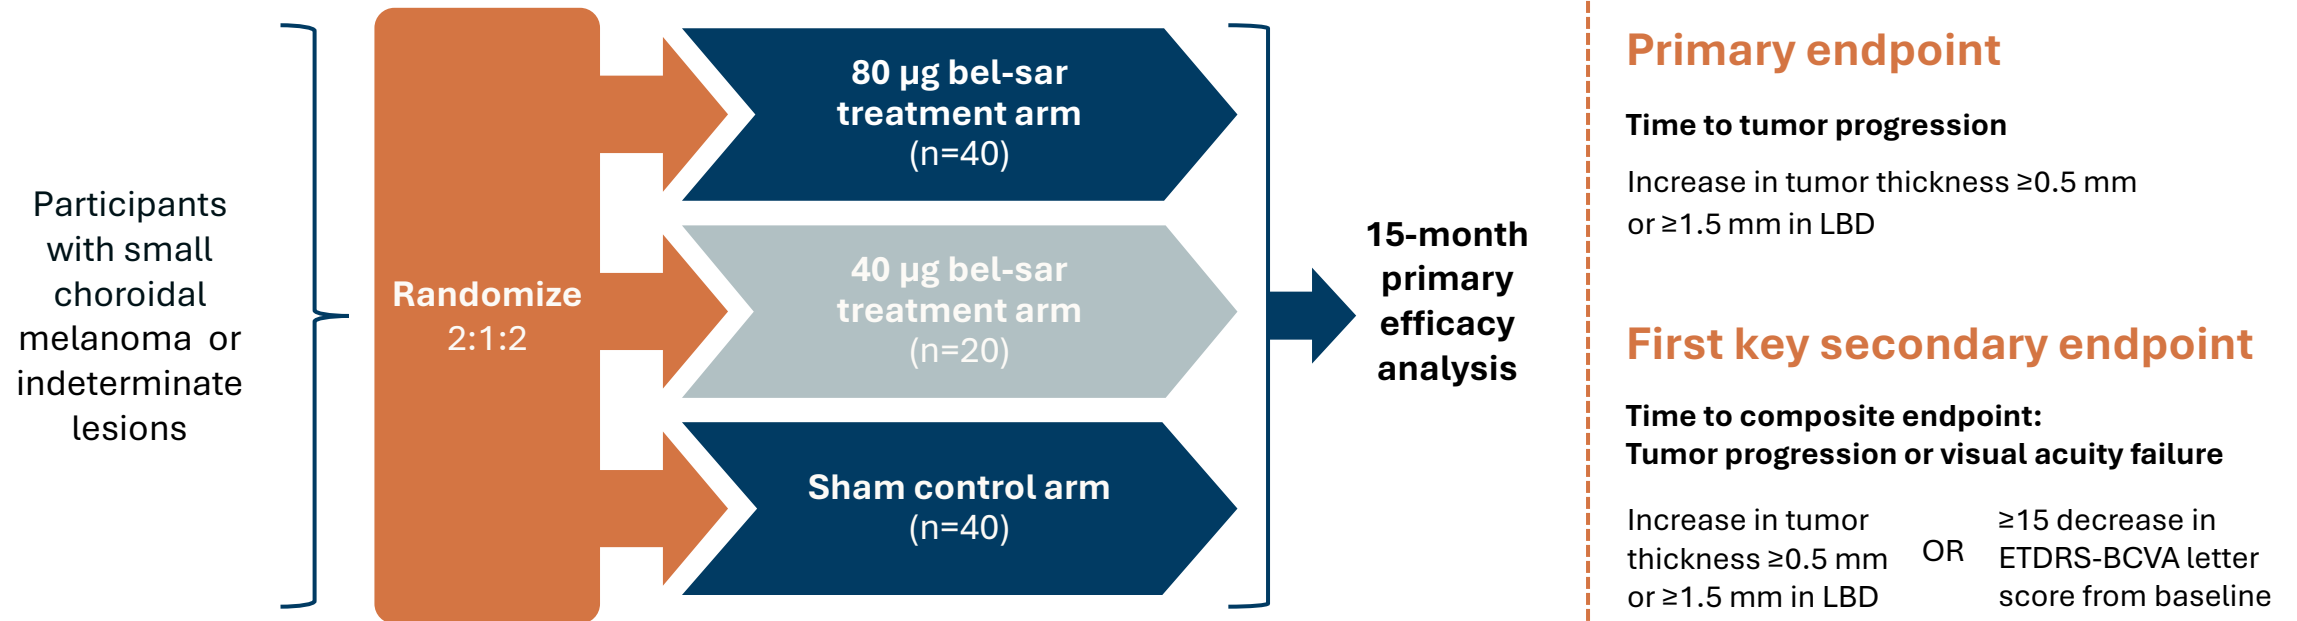 Participants
with small
choroidal
melanoma or
indeterminate
lesions
Randomize
2:1:2
80 µg bel-sar
treatment arm
(n=40)
40 µg bel-sar
treatment arm
(n=20)
Sham control arm
(n=40)
15-month
primary
efficacy
analysis
Primary endpoint
Time to tumor progression
Increase in tumor thickness ≥0.5 mm
or ≥1.5 mm in LBD
First key secondary endpoint
Time to composite endpoint:
Tumor progression or visual acuity failure
Increase in tumor
thickness ≥0.5 mm
or ≥1.5 mm in LBD
OR
≥15 decrease in
ETDRS-BCVA letter
score from baseline